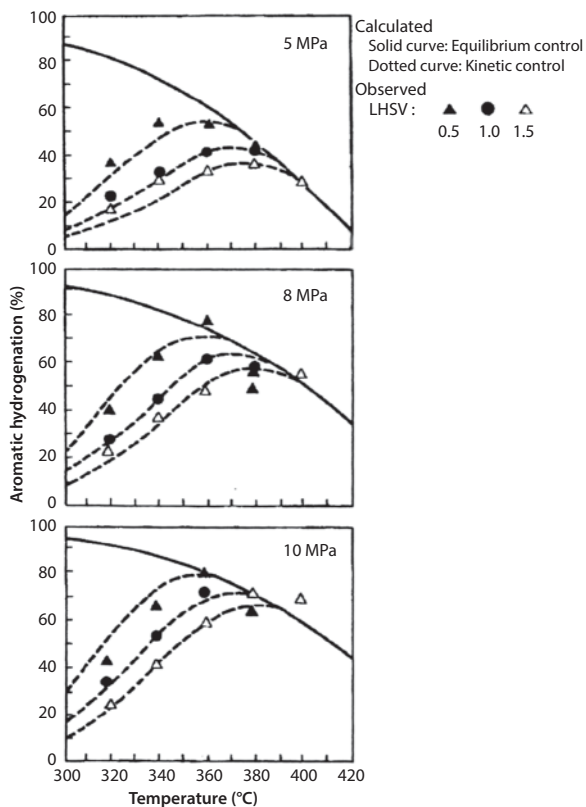 5 MPa
Calculated
Solid curve: Equilibrium control
Dotted curve: Kinetic control
Observed
LHSV :
0.5 1.0 1.5
100
80
60
40
20
0
8 MPa
100
80
60
40
20
0
10 MPa
100
80
60
40
20
0
Aromatic hydrogenation (%)
300 320 340 360 380 400 420
Temperature (°C)